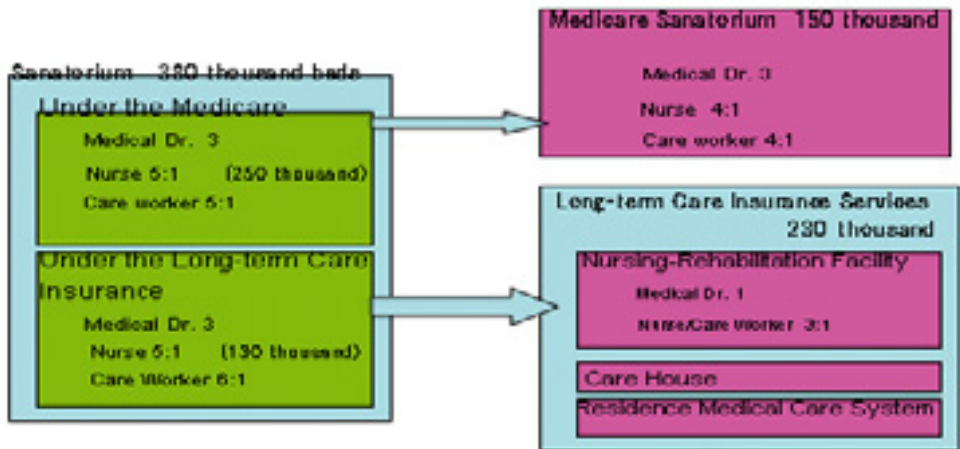 Sanatorium 380 thousand beds
Under the Medicare
Medical Dr. 3
Nurse 5:1 (250 thousand)
Care worker 5:1
Under the Long-term Care
Insurance
Medical Dr. 3
Nurse 6:1 (130 thousand)
Care Worker 6:1
Medicare Sanatorium 150 thousand
Medical Dr. 3
Nurse 4:1
Care worker 4:1
Long-term Care Insurance Services
230 thousand
Nursing-Rehabilitation Facility
Medical Dr. 1
Nurse/Care Worker 3:1
Care House
Residence Medical Care System